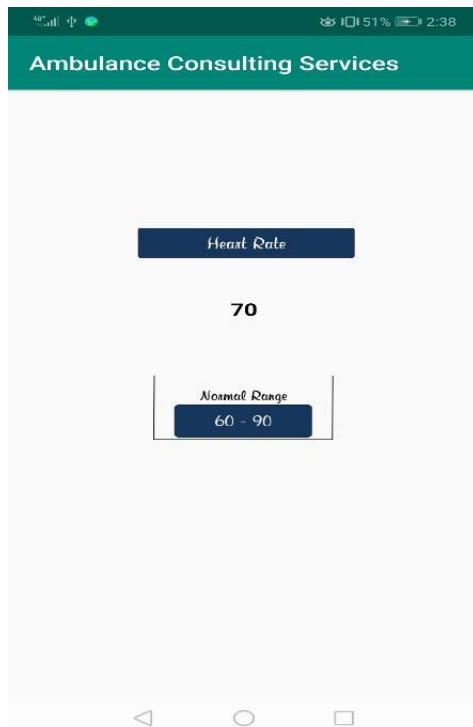 51% 2:38
Ambulance Consulting Services
Heart Rate
70
Normal Range
60 - 90